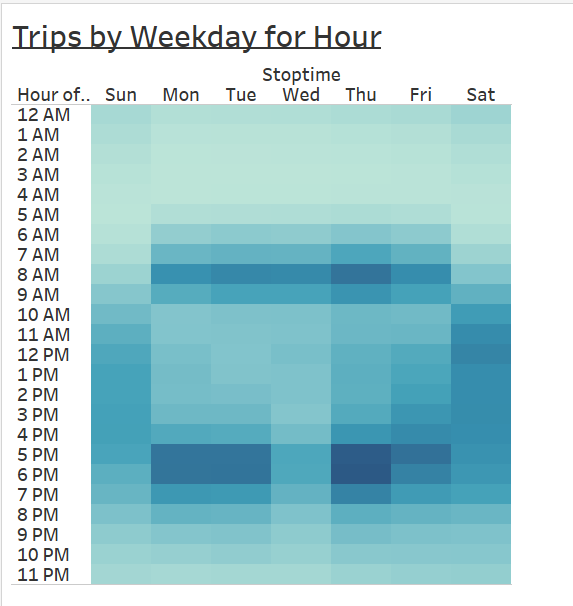 Trips by Weekday for Hour
Stoptime
Hour of.. Sun Mon Tue Wed Thu Fri Sat
12 AM
1 AM
2 AM
3 AM
4 AM
5 AM
6 AM
7 AM
8 AM
9 AM
10 AM
11 AM
12 PM
1 PM
2 PM
3 PM
4 PM
5 PM
6 PM
7 PM
8 PM
9 PM
10 PM
11 PM